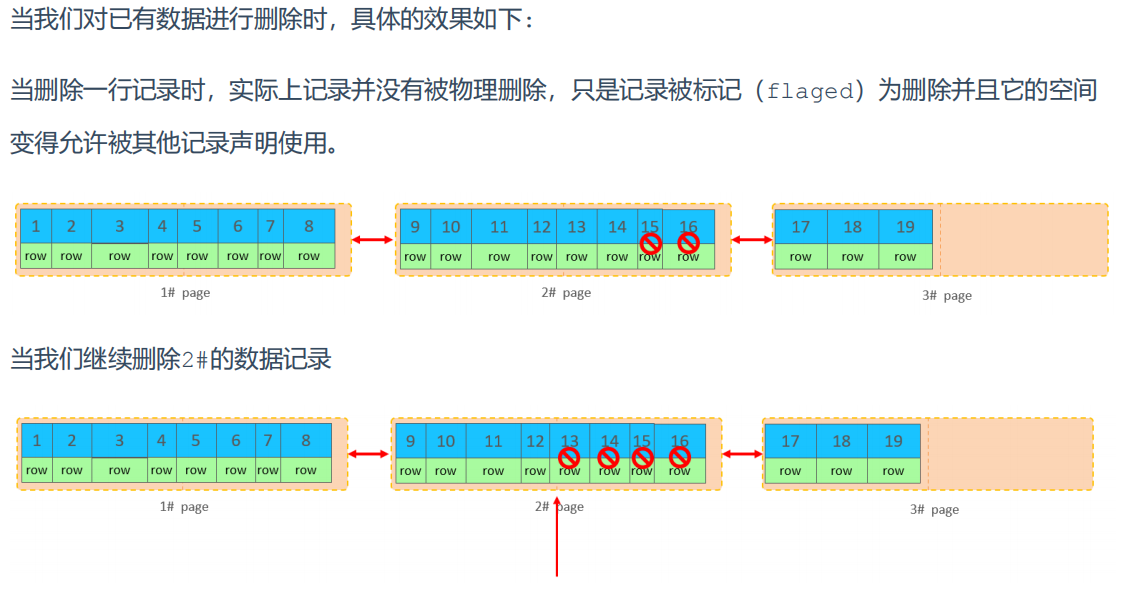 当我们对已有数据进行删除时，具体的效果如下：
当删除一行记录时，实际上记录并没有被物理删除，只是记录被标记（flaged）为删除并且它的空间
变得允许被其他记录声明使用。
1 2 3 4 5 6 7 8 9 10 11 12 13 14 15 16 17 18 19
row row row row row row row row row row row row row row row row row row row
1# page 2# page 3# page
当我们继续删除2#的数据记录
1 2 3 4 5 6 7 8 9 10 11 12 13 14 15 16 17 18 19
row row row row row row row row row row row row row row row row row row row
1# page 2# page 3# page